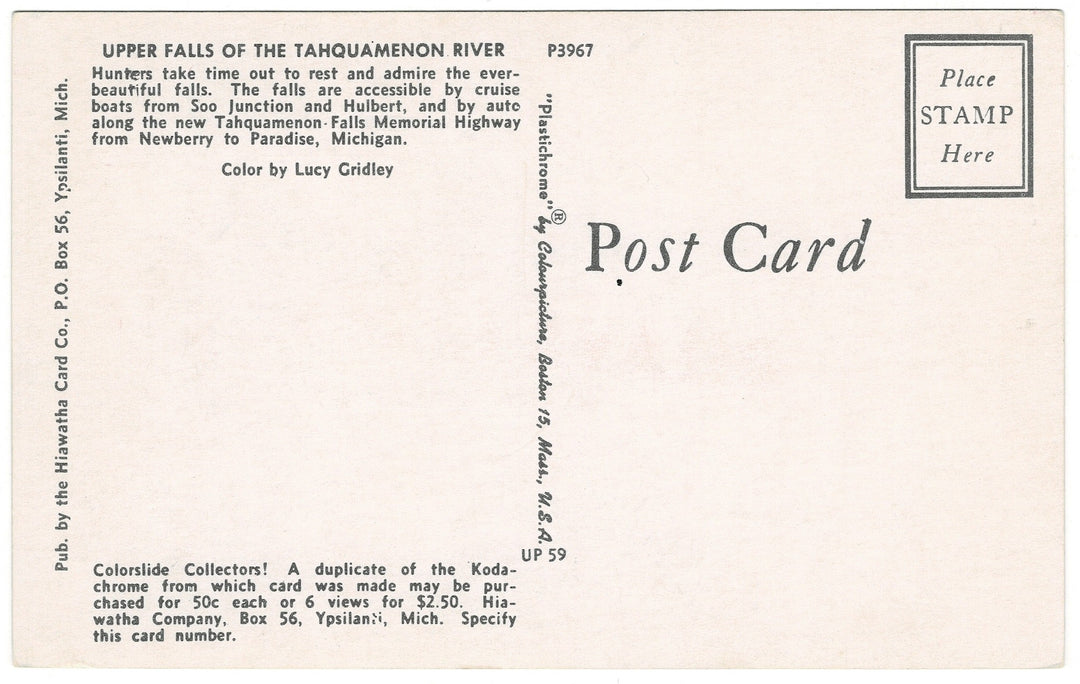 UPPER FALLS OF THE TAHQUAMENON RIVER
P3967
Hunters take time out to rest and admire the ever-
beautiful falls. The falls are accessible by cruise
boats from Soo Junction and Hulbert, and by auto
along the new Tahquamenon-Falls Memorial Highway
from Newberry to Paradise, Michigan.
Color by Lucy Gridley
Pub. by the Hiawatha Card Co., P.O. Box 56, Ypsilanti, Mich.
"Plastichrome"® by Colourpicture, Boston 15, Mass., U.S.A.
Place
STAMP
Here
Post Card
UP 59
Colorslide Collectors! A duplicate of the Koda-
chrome from which card was made may be pur-
chased for 50c each or 6 views for $2.50. Hia-
watha Company, Box 56, Ypsilanti, Mich. Specify
this card number.